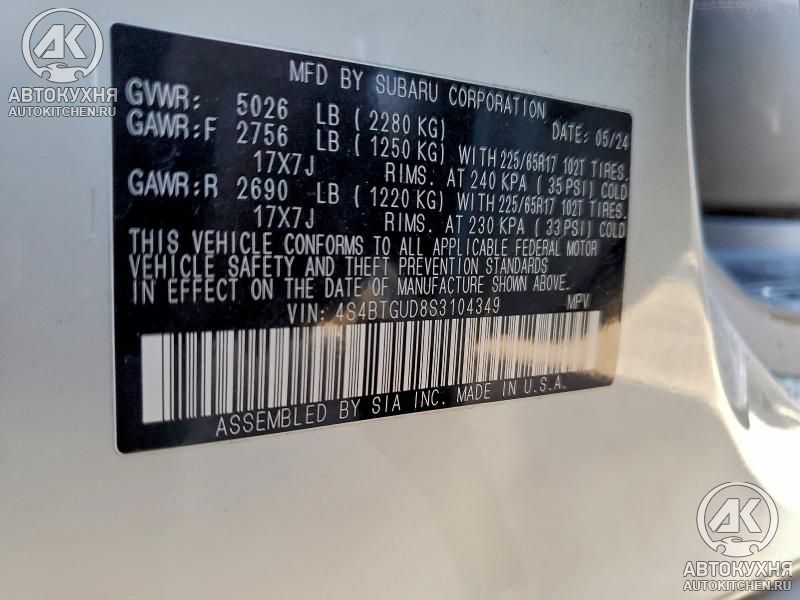 AK
АВТОКУХНЯ
AUTOKITCHEN.RU
MFD BY SUBARU CORPORATION
GVWR: 5026 LB (2280 KG) DATE: 05/24
GAWR:F 2756 LB (1250 KG) WITH 225/65R17 102T TIRES.
17X7J RIMS. AT 240 KPA (35PSI) COLD
GAWR:R 2690 LB (1220 KG) WITH 225/65R17 102T TIRES.
17X7J RIMS. AT 230 KPA (33PSI) COLD
THIS VEHICLE CONFORMS TO ALL APPLICABLE FEDERAL MOTOR
VEHICLE SAFETY AND THEFT PREVENTION STANDARDS
IN EFFECT ON THE DATE OF MANUFACTURE SHOWN ABOVE.
VIN: 4S4BTGUD8S3104349 MPV
ASSEMBLED BY SIA INC. MADE IN U.S.A.
AK
АВТОКУХНЯ
AUTOKITCHEN.RU